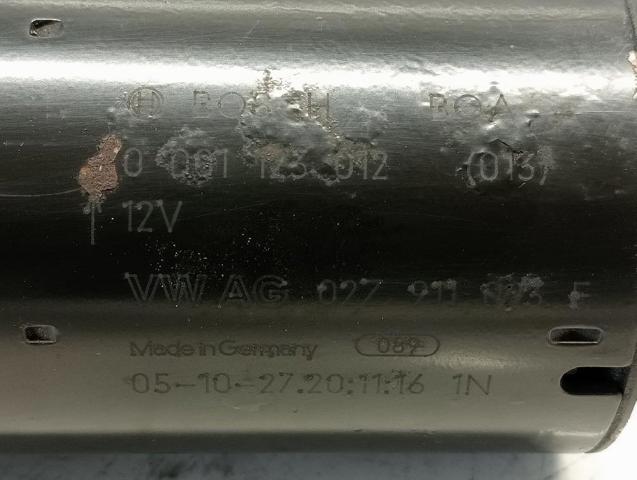 BOSCH
0 001 123 012 (013)
12V
VW AG 027 911 F
Made in Germany 089
05-10-27.20:11:16 1N